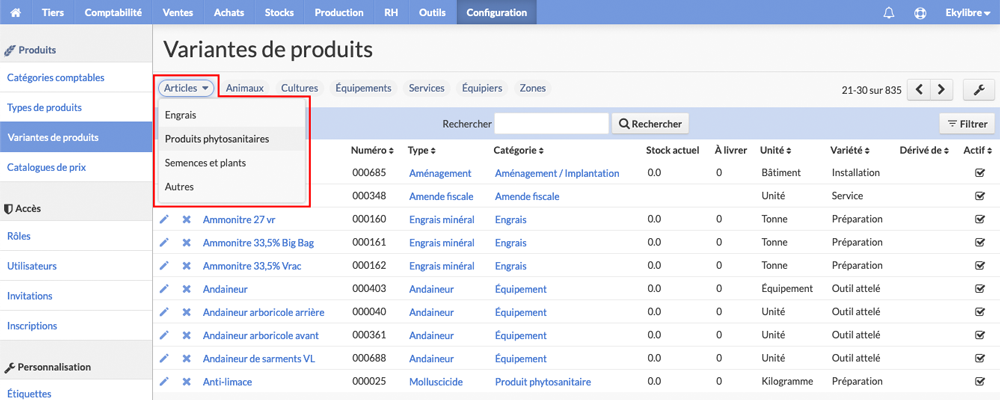 Tiers Comptabilité Ventes Achats Stocks Production RH Outils Configuration Ekylibre
Produits
Catégories comptables
Types de produits
Variantes de produits
Catalogues de prix
Accès
Rôles
Utilisateurs
Invitations
Inscriptions
Personnalisation
Étiquettes
Variantes de produits
Articles Animaux Cultures Équipements Services Équipiers Zones 21-30 sur 835
Engrais
Produits phytosanitaires
Semences et plants
Autres
Rechercher Rechercher Filtrer
Numéro Type Catégorie Stock actuel À livrer Unité Variété Dérivé de Actif
000685 Aménagement Aménagement / Implantation 0.0 0 Bâtiment Installation
000348 Amende fiscale Amende fiscale Unité Service
Ammonitre 27 vr 000160 Engrais minéral Engrais 0.0 0 Tonne Préparation
Ammonitre 33,5% Big Bag 000161 Engrais minéral Engrais 0.0 0 Tonne Préparation
Ammonitre 33,5% Vrac 000162 Engrais minéral Engrais 0.0 0 Tonne Préparation
Andaineur 000403 Andaineur Équipement 0.0 0 Équipement Outil attelé
Andaineur arboricole arrière 000040 Andaineur Équipement 0.0 0 Unité Outil attelé
Andaineur arboricole avant 000361 Andaineur Équipement 0.0 0 Unité Outil attelé
Andaineur de sarments VL 000688 Andaineur Équipement 0.0 0 Unité Outil attelé
Anti-limace 000025 Molluscicide Produit phytosanitaire 0.0 0 Kilogramme Préparation